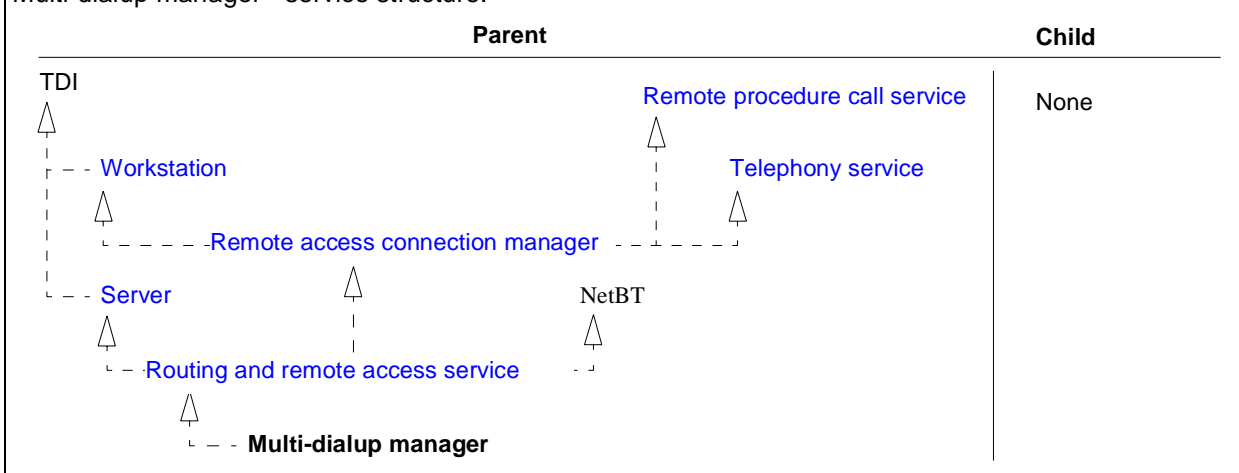 Multi-dialup manager - service structure:
Parent Child
TDI
Remote procedure call service
None
Workstation
Telephony service
Remote access connection manager
Server
NetBT
Routing and remote access service
Multi-dialup manager